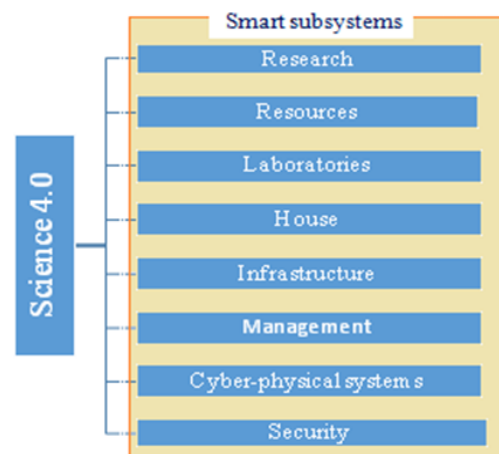 Smart subsystems
Science 4.0
Research
Resources
Laboratories
House
Infrastructure
Management
Cyber-physical systems
Security